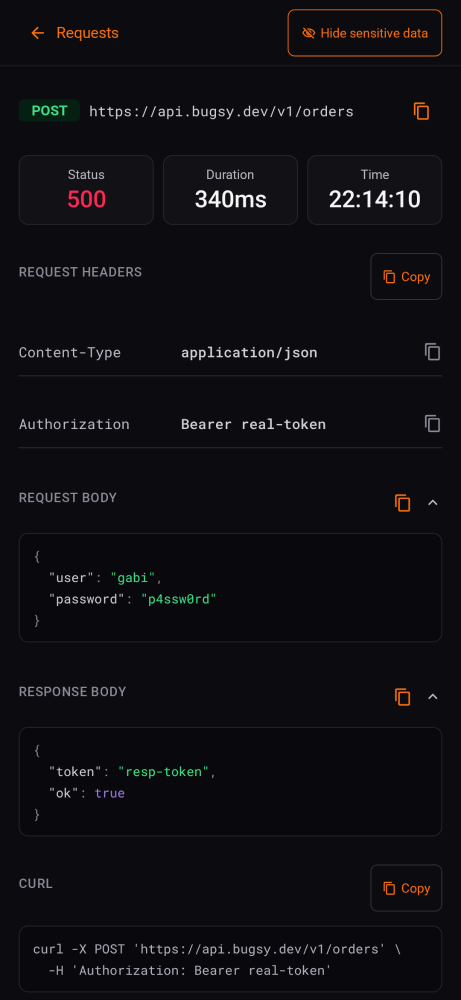 Requests
Hide sensitive data
POST https://api.bugsy.dev/v1/orders
Status
500
Duration
340ms
Time
22:14:10
REQUEST HEADERS
Copy
Content-Type application/json
Authorization Bearer real-token
REQUEST BODY
{
  "user": "gabi",
  "password": "p4ssw0rd"
}
RESPONSE BODY
{
  "token": "resp-token",
  "ok": true
}
CURL
Copy
curl -X POST 'https://api.bugsy.dev/v1/orders' \
  -H 'Authorization: Bearer real-token'